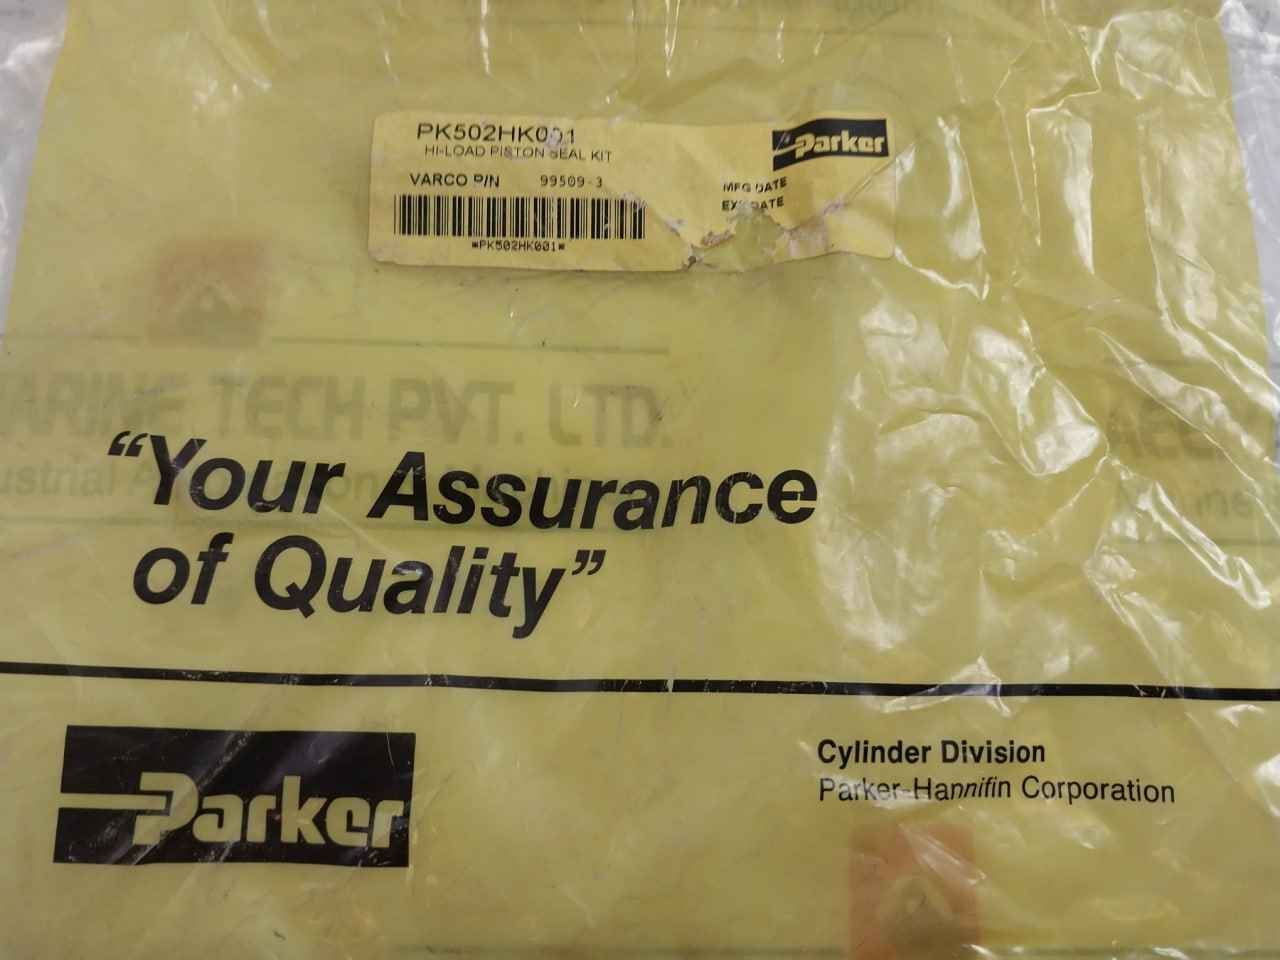 PK502HK001
HI-LOAD PISTON SEAL KIT
VARCO P/N 99509-3
*PK502HK001*
Parker
MFG DATE
EXP DATE
TECH PVT. LTD.
"Your Assurance
of Quality"
Parker
Cylinder Division
Parker-Hannifin Corporation